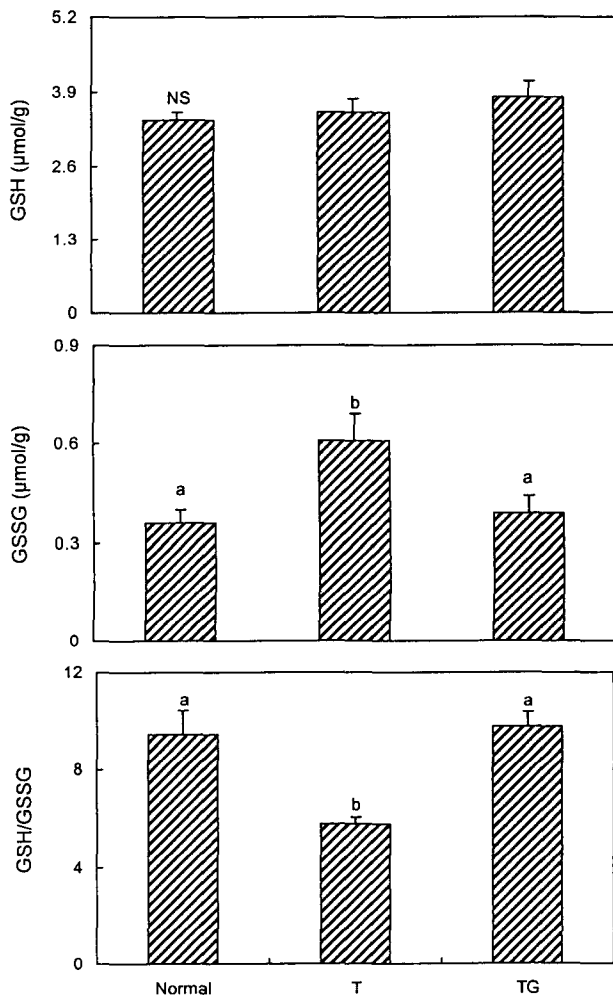 5.2
3.9
NS
2.6
1.3
0
GSH (µmol/g)
0.9
b
0.6
a
a
0.3
0
GSSG (µmol/g)
12
a
a
8
b
4
0
GSH/GSSG
Normal
T
TG